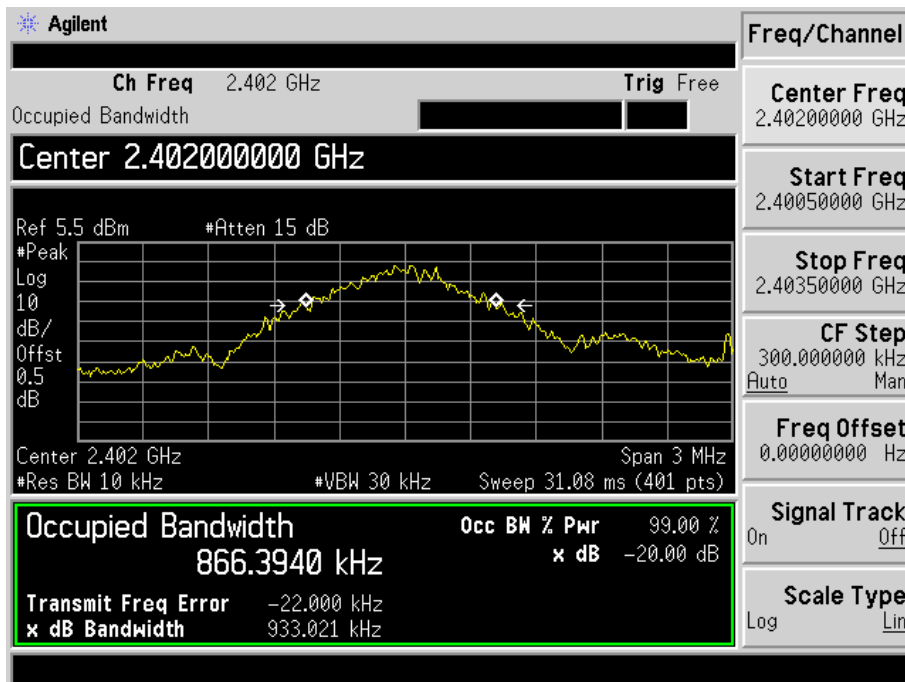 Agilent
Ch Freq 2.402 GHz Trig Free
Occupied Bandwidth
Center 2.402000000 GHz
Ref 5.5 dBm #Atten 15 dB
#Peak
Log
10
dB/
Offst
0.5
dB
Center 2.402 GHz Span 3 MHz
#Res BW 10 kHz #VBW 30 kHz Sweep 31.08 ms (401 pts)
Occupied Bandwidth
866.3940 kHz
Occ BW % Pwr 99.00 %
x dB -20.00 dB
Transmit Freq Error -22.000 kHz
x dB Bandwidth 933.021 kHz
Freq/Channel
Center Freq
2.40200000 GHz
Start Freq
2.40050000 GHz
Stop Freq
2.40350000 GHz
CF Step
300.000000 kHz
Auto Man
Freq Offset
0.00000000 Hz
Signal Track
On Off
Scale Type
Log Lin